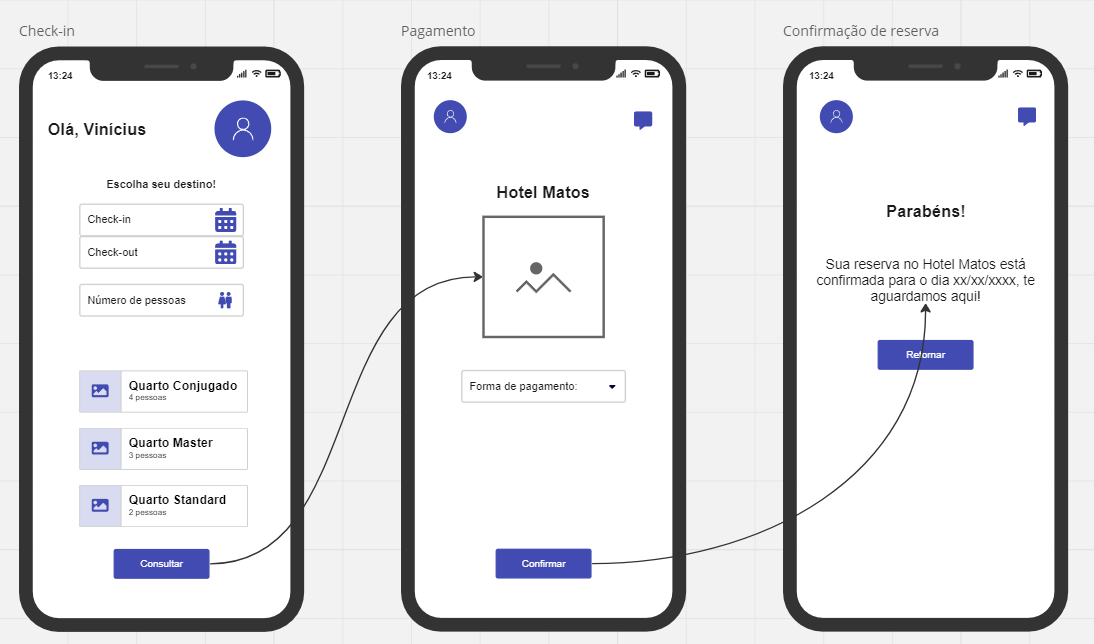 Check-in
13:24
Olá, Vinícius
Escolha seu destino!
Check-in
Check-out
Número de pessoas
Quarto Conjugado
4 pessoas
Quarto Master
3 pessoas
Quarto Standard
2 pessoas
Consultar
Pagamento
13:24
Hotel Matos
Forma de pagamento:
Confirmar
Confirmação de reserva
13:24
Parabéns!
Sua reserva no Hotel Matos está
confirmada para o dia xx/xx/xxxx, te
aguardamos aqui!
Retornar